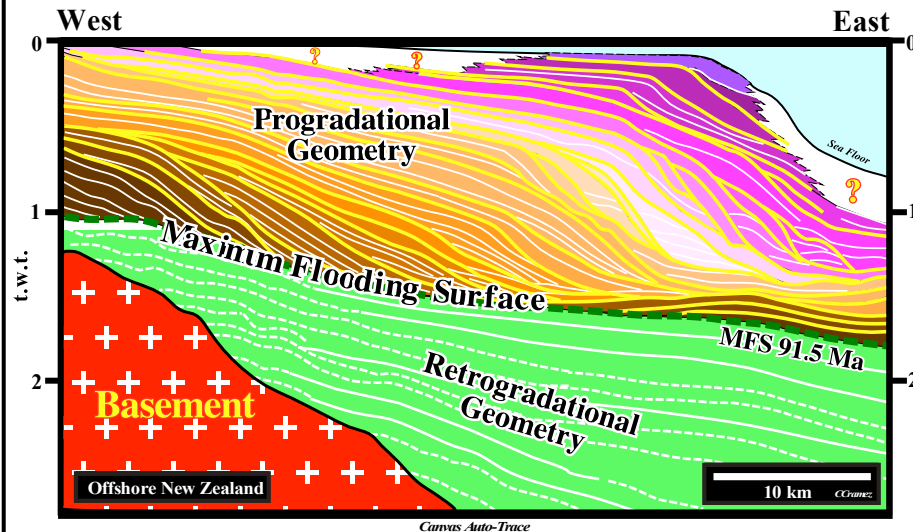 West
East
0
0
?
?
Progradational
Geometry
Sea Floor
?
1
1
Maximum Flooding Surface
t.w.t.
MFS 91.5 Ma
2
2
Retrogradational
Geometry
Basement
Offshore New Zealand
10 km
CCramez
Canvas Auto-Trace